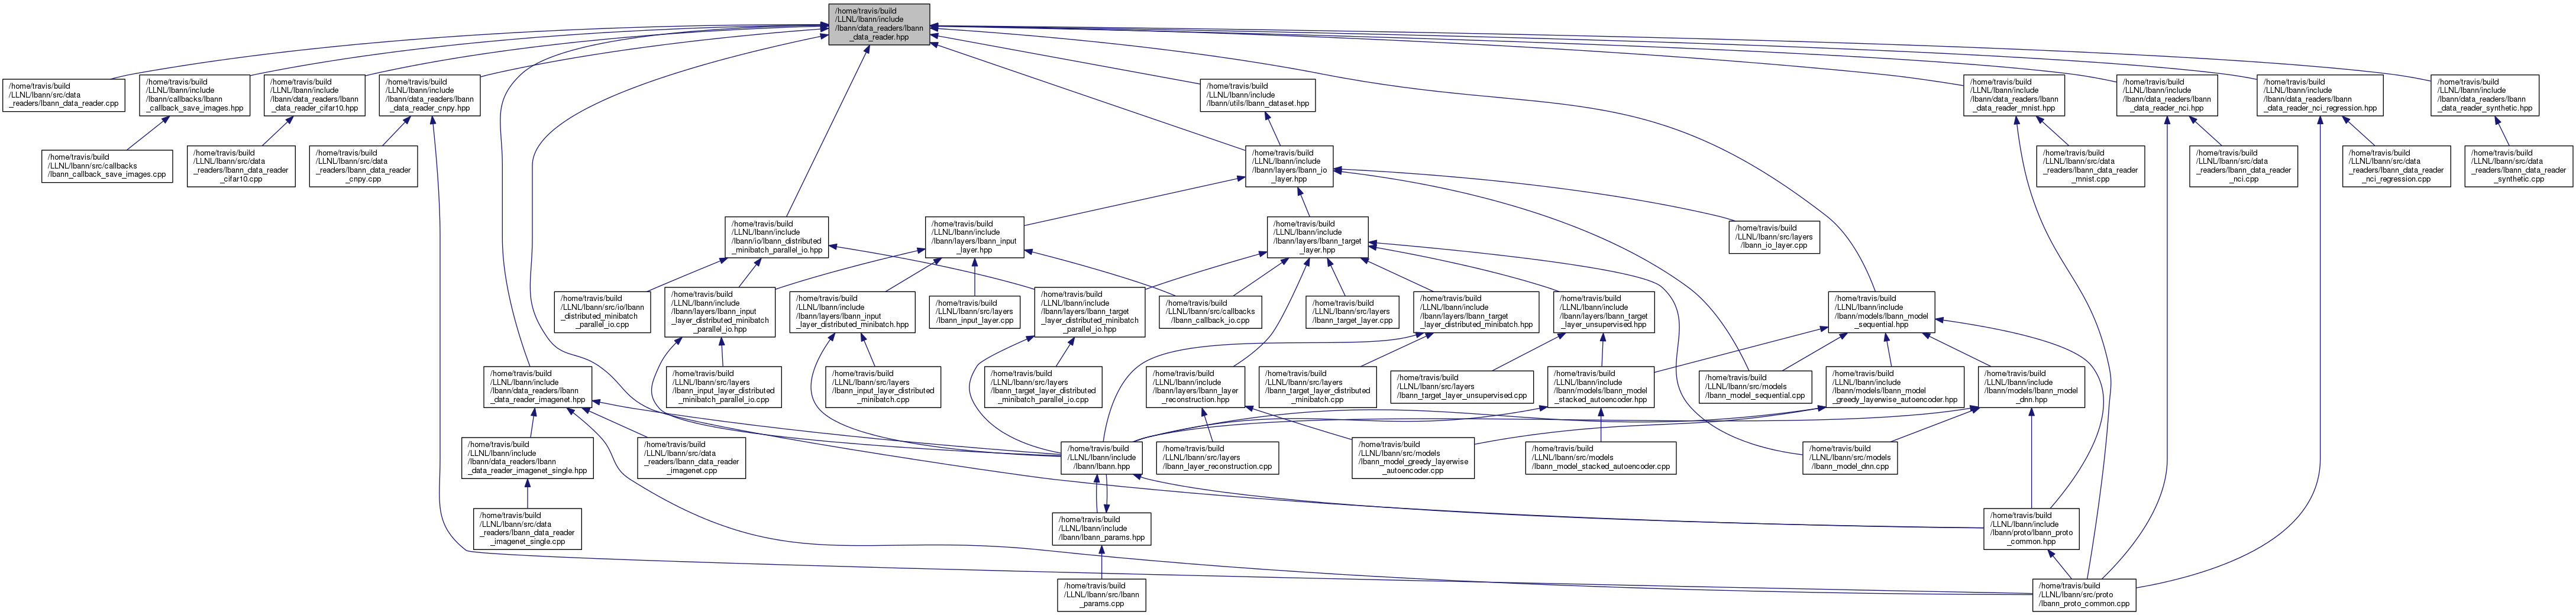 /home/travis/build
/LLNL/lbann/include
/lbann/data_readers/lbann
_data_reader.hpp
/home/travis/build
/LLNL/lbann/src/data
_readers/lbann_data_reader.cpp
/home/travis/build
/LLNL/lbann/include
/lbann/callbacks/lbann
_callback_save_images.hpp
/home/travis/build
/LLNL/lbann/include
/lbann/data_readers/lbann
_data_reader_cifar10.hpp
/home/travis/build
/LLNL/lbann/include
/lbann/data_readers/lbann
_data_reader_cnpy.hpp
/home/travis/build
/LLNL/lbann/include
/lbann/utils/lbann_dataset.hpp
/home/travis/build
/LLNL/lbann/include
/lbann/data_readers/lbann
_data_reader_mnist.hpp
/home/travis/build
/LLNL/lbann/include
/lbann/data_readers/lbann
_data_reader_nci.hpp
/home/travis/build
/LLNL/lbann/include
/lbann/data_readers/lbann
_data_reader_nci_regression.hpp
/home/travis/build
/LLNL/lbann/include
/lbann/data_readers/lbann
_data_reader_synthetic.hpp
/home/travis/build
/LLNL/lbann/src/callbacks
/lbann_callback_save_images.cpp
/home/travis/build
/LLNL/lbann/src/data
_readers/lbann_data_reader
_cifar10.cpp
/home/travis/build
/LLNL/lbann/src/data
_readers/lbann_data_reader
_cnpy.cpp
/home/travis/build
/LLNL/lbann/include
/lbann/layers/lbann_io
_layer.hpp
/home/travis/build
/LLNL/lbann/src/data
_readers/lbann_data_reader
_mnist.cpp
/home/travis/build
/LLNL/lbann/src/data
_readers/lbann_data_reader
_nci.cpp
/home/travis/build
/LLNL/lbann/src/data
_readers/lbann_data_reader
_nci_regression.cpp
/home/travis/build
/LLNL/lbann/src/data
_readers/lbann_data_reader
_synthetic.cpp
/home/travis/build
/LLNL/lbann/include
/lbann/io/lbann_distributed
_minibatch_parallel_io.hpp
/home/travis/build
/LLNL/lbann/include
/lbann/layers/lbann_input
_layer.hpp
/home/travis/build
/LLNL/lbann/include
/lbann/layers/lbann_target
_layer.hpp
/home/travis/build
/LLNL/lbann/src/layers
/lbann_io_layer.cpp
/home/travis/build
/LLNL/lbann/src/io/lbann
_distributed_minibatch
_parallel_io.cpp
/home/travis/build
/LLNL/lbann/include
/lbann/layers/lbann_input
_layer_distributed_minibatch
_parallel_io.hpp
/home/travis/build
/LLNL/lbann/include
/lbann/layers/lbann_input
_layer_distributed_minibatch.hpp
/home/travis/build
/LLNL/lbann/src/layers
/lbann_input_layer.cpp
/home/travis/build
/LLNL/lbann/include
/lbann/layers/lbann_target
_layer_distributed_minibatch
_parallel_io.hpp
/home/travis/build
/LLNL/lbann/src/callbacks
/lbann_callback_io.cpp
/home/travis/build
/LLNL/lbann/src/layers
/lbann_target_layer.cpp
/home/travis/build
/LLNL/lbann/include
/lbann/layers/lbann_target
_layer_distributed_minibatch.hpp
/home/travis/build
/LLNL/lbann/include
/lbann/layers/lbann_target
_layer_unsupervised.hpp
/home/travis/build
/LLNL/lbann/include
/lbann/models/lbann_model
_sequential.hpp
/home/travis/build
/LLNL/lbann/include
/lbann/data_readers/lbann
_data_reader_imagenet.hpp
/home/travis/build
/LLNL/lbann/src/layers
/lbann_input_layer_distributed
_minibatch_parallel_io.cpp
/home/travis/build
/LLNL/lbann/src/layers
/lbann_input_layer_distributed
_minibatch.cpp
/home/travis/build
/LLNL/lbann/src/layers
/lbann_target_layer_distributed
_minibatch_parallel_io.cpp
/home/travis/build
/LLNL/lbann/include
/lbann/layers/lbann_layer
_reconstruction.hpp
/home/travis/build
/LLNL/lbann/src/layers
/lbann_target_layer_distributed
_minibatch.cpp
/home/travis/build
/LLNL/lbann/src/layers
/lbann_target_layer_unsupervised.cpp
/home/travis/build
/LLNL/lbann/include
/lbann/models/lbann_model
_stacked_autoencoder.hpp
/home/travis/build
/LLNL/lbann/src/models
/lbann_model_sequential.cpp
/home/travis/build
/LLNL/lbann/include
/lbann/models/lbann_model
_greedy_layerwise_autoencoder.hpp
/home/travis/build
/LLNL/lbann/include
/lbann/models/lbann_model
_dnn.hpp
/home/travis/build
/LLNL/lbann/include
/lbann/data_readers/lbann
_data_reader_imagenet_single.hpp
/home/travis/build
/LLNL/lbann/src/data
_readers/lbann_data_reader
_imagenet.cpp
/home/travis/build
/LLNL/lbann/include
/lbann/lbann.hpp
/home/travis/build
/LLNL/lbann/src/layers
/lbann_layer_reconstruction.cpp
/home/travis/build
/LLNL/lbann/src/models
/lbann_model_greedy_layerwise
_autoencoder.cpp
/home/travis/build
/LLNL/lbann/src/models
/lbann_model_stacked_autoencoder.cpp
/home/travis/build
/LLNL/lbann/src/models
/lbann_model_dnn.cpp
/home/travis/build
/LLNL/lbann/src/data
_readers/lbann_data_reader
_imagenet_single.cpp
/home/travis/build
/LLNL/lbann/include
/lbann/lbann_params.hpp
/home/travis/build
/LLNL/lbann/include
/lbann/proto/lbann_proto
_common.hpp
/home/travis/build
/LLNL/lbann/src/lbann
_params.cpp
/home/travis/build
/LLNL/lbann/src/proto
/lbann_proto_common.cpp